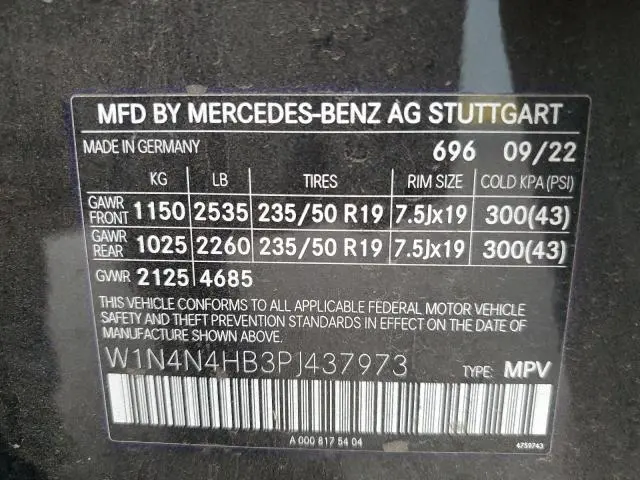 MFD BY MERCEDES-BENZ AG STUTTGART
MADE IN GERMANY 696 09/22
KG LB TIRES RIM SIZE COLD KPA(PSI)
GAWR FRONT 1150 2535 235/50 R19 7.5Jx19 300(43)
GAWR REAR 1025 2260 235/50 R19 7.5Jx19 300(43)
GVWR 2125 4685
THIS VEHICLE CONFORMS TO ALL APPLICABLE FEDERAL MOTOR VEHICLE
SAFETY AND THEFT PREVENTION STANDARDS IN EFFECT ON THE DATE
OF MANUFACTURE SHOWN ABOVE.
W1N4N4HB3PJ437973 TYPE: MPV
A 000 817 54 04 4759743